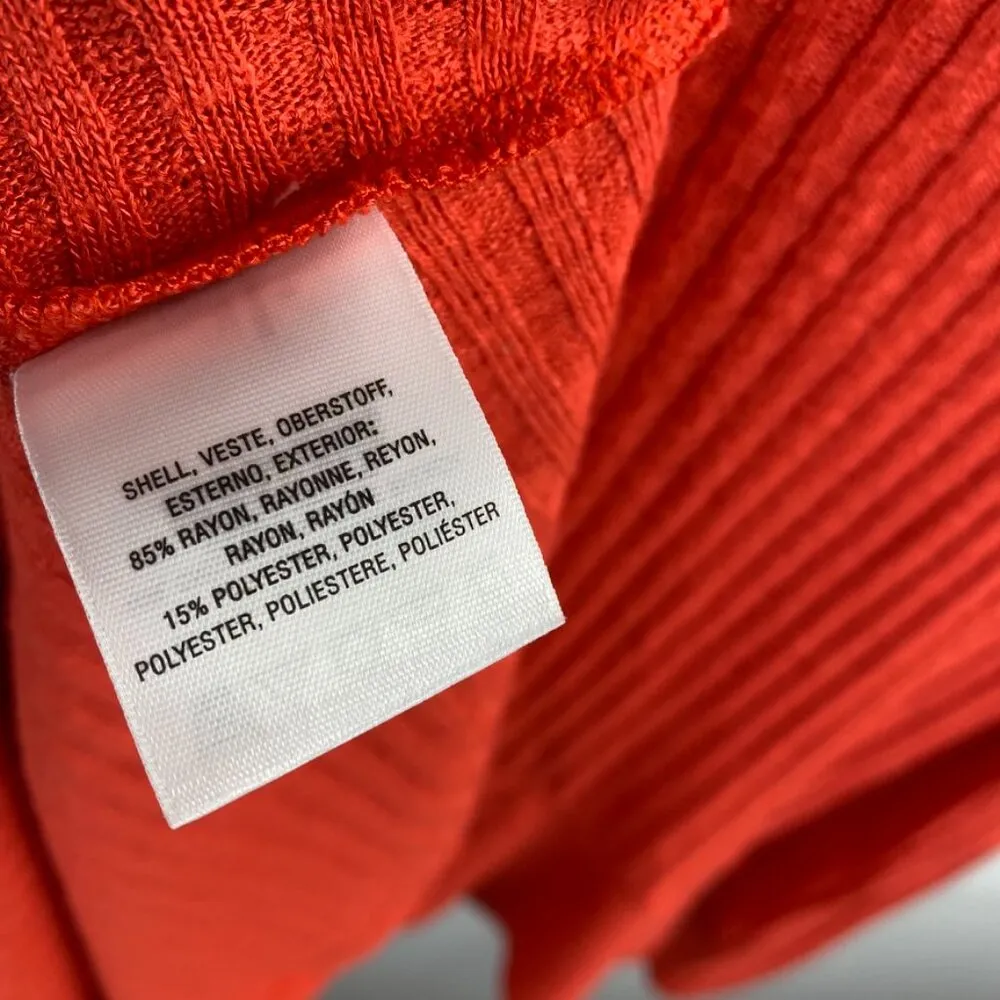 SHELL, VESTE, OBERSTOFF,
ESTERNO, EXTERIOR:
85% RAYON, RAYONNE, REYON,
RAYON, RAYÓN
15% POLYESTER, POLYESTER,
POLYESTER, POLIESTERE, POLIÉSTER